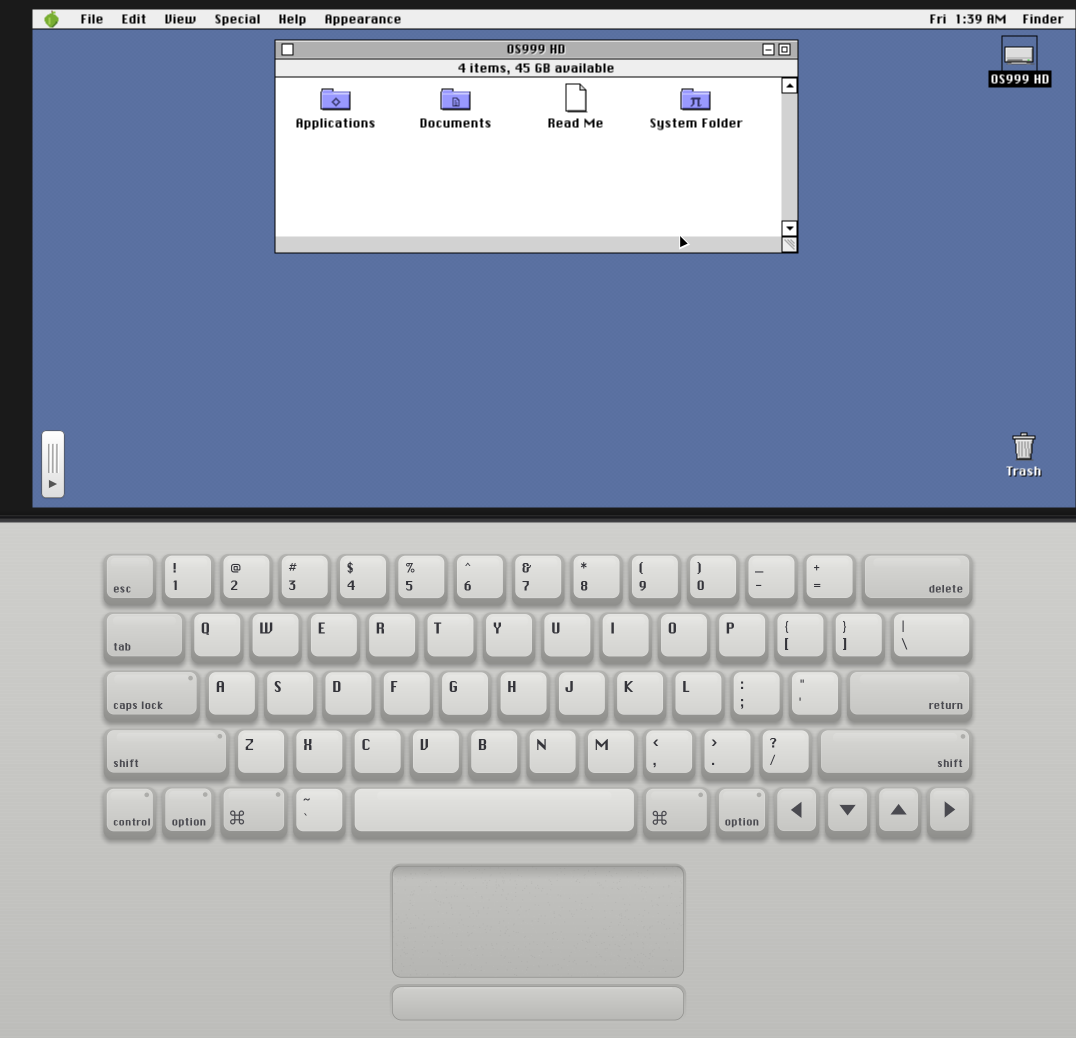 File Edit View Special Help Appearance Fri 1:39 AM Finder
OS999 HD
4 items, 45 GB available
OS999 HD
Applications Documents Read Me System Folder
Trash
esc ! 1 @ 2 # 3 $ 4 % 5 ^ 6 & 7 * 8 ( 9 ) 0 _ - + = delete
tab Q W E R T Y U I O P { [ } ] | \
caps lock A S D F G H J K L : ; " ' return
shift Z X C V B N M < , > . ? / shift
control option ⌘ ~ ` ⌘ option